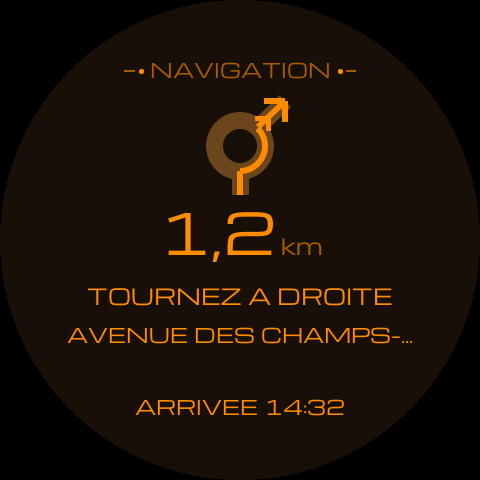 NAVIGATION
1,2 km
TOURNEZ A DROITE
AVENUE DES CHAMPS-...
ARRIVEE 14:32